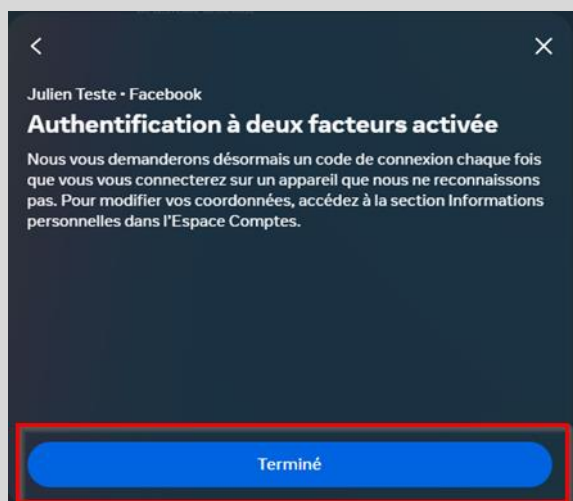 Julien Teste · Facebook
Authentification à deux facteurs activée
Nous vous demanderons désormais un code de connexion chaque fois
que vous vous connecterez sur un appareil que nous ne reconnaissons
pas. Pour modifier vos coordonnées, accédez à la section Informations
personnelles dans l’Espace Comptes.
Terminé